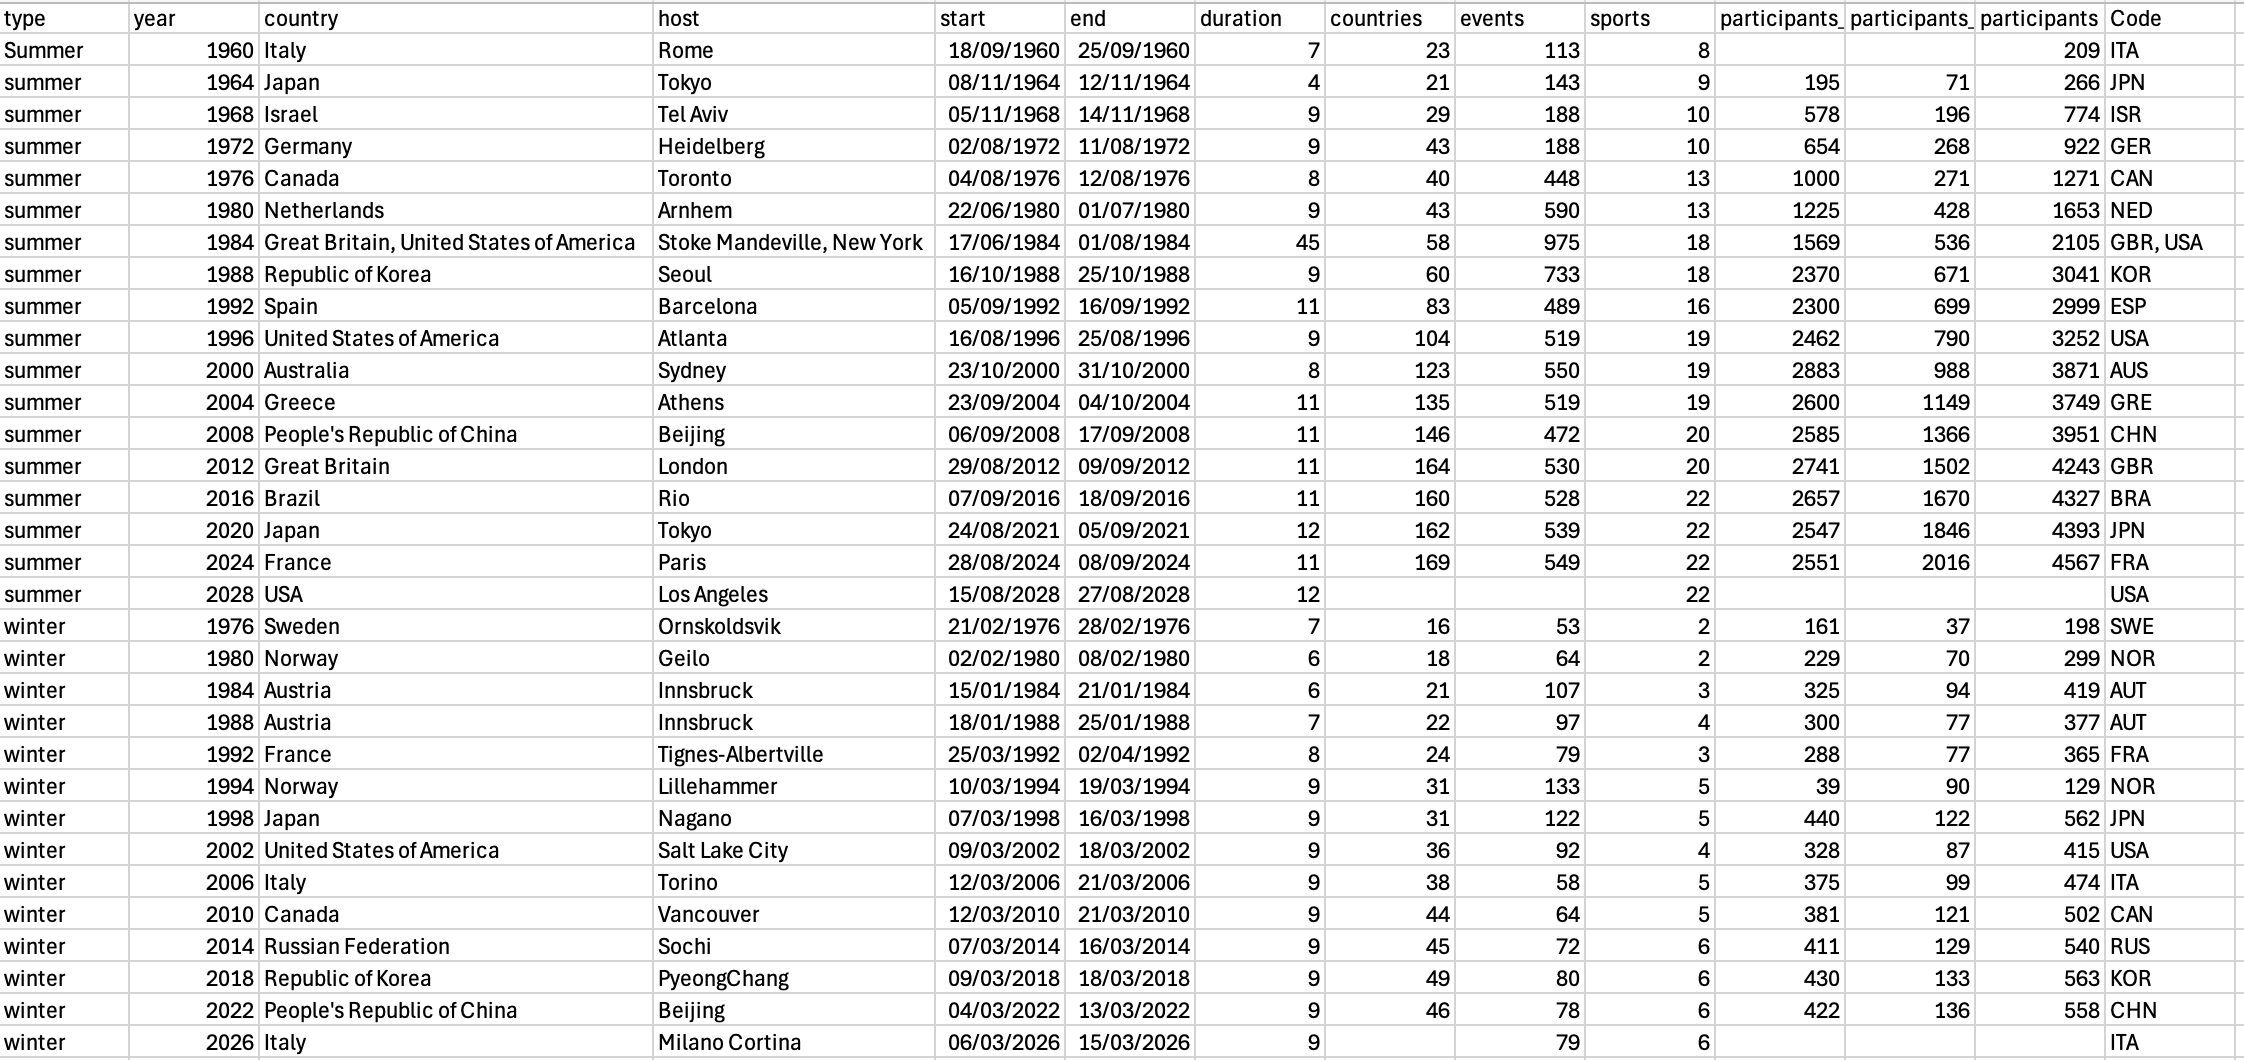 type year country host start end duration countries events sports participants_ participants_ participants Code
Summer 1960 Italy Rome 18/09/1960 25/09/1960 7 23 113 8 209 ITA
summer 1964 Japan Tokyo 08/11/1964 12/11/1964 4 21 143 9 195 71 266 JPN
summer 1968 Israel Tel Aviv 05/11/1968 14/11/1968 9 29 188 10 578 196 774 ISR
summer 1972 Germany Heidelberg 02/08/1972 11/08/1972 9 43 188 10 654 268 922 GER
summer 1976 Canada Toronto 04/08/1976 12/08/1976 8 40 448 13 1000 271 1271 CAN
summer 1980 Netherlands Arnhem 22/06/1980 01/07/1980 9 43 590 13 1225 428 1653 NED
summer 1984 Great Britain, United States of America Stoke Mandeville, New York 17/06/1984 01/08/1984 45 58 975 18 1569 536 2105 GBR, USA
summer 1988 Republic of Korea Seoul 16/10/1988 25/10/1988 9 60 733 18 2370 671 3041 KOR
summer 1992 Spain Barcelona 05/09/1992 16/09/1992 11 83 489 16 2300 699 2999 ESP
summer 1996 United States of America Atlanta 16/08/1996 25/08/1996 9 104 519 19 2462 790 3252 USA
summer 2000 Australia Sydney 23/10/2000 31/10/2000 8 123 550 19 2883 988 3871 AUS
summer 2004 Greece Athens 23/09/2004 04/10/2004 11 135 519 19 2600 1149 3749 GRE
summer 2008 People's Republic of China Beijing 06/09/2008 17/09/2008 11 146 472 20 2585 1366 3951 CHN
summer 2012 Great Britain London 29/08/2012 09/09/2012 11 164 530 20 2741 1502 4243 GBR
summer 2016 Brazil Rio 07/09/2016 18/09/2016 11 160 528 22 2657 1670 4327 BRA
summer 2020 Japan Tokyo 24/08/2021 05/09/2021 12 162 539 22 2547 1846 4393 JPN
summer 2024 France Paris 28/08/2024 08/09/2024 11 169 549 22 2551 2016 4567 FRA
summer 2028 USA Los Angeles 15/08/2028 27/08/2028 12 22 USA
winter 1976 Sweden Ornskoldsvik 21/02/1976 28/02/1976 7 16 53 2 161 37 198 SWE
winter 1980 Norway Geilo 02/02/1980 08/02/1980 6 18 64 2 229 70 299 NOR
winter 1984 Austria Innsbruck 15/01/1984 21/01/1984 6 21 107 3 325 94 419 AUT
winter 1988 Austria Innsbruck 18/01/1988 25/01/1988 7 22 97 4 300 77 377 AUT
winter 1992 France Tignes-Albertville 25/03/1992 02/04/1992 8 24 79 3 288 77 365 FRA
winter 1994 Norway Lillehammer 10/03/1994 19/03/1994 9 31 133 5 39 90 129 NOR
winter 1998 Japan Nagano 07/03/1998 16/03/1998 9 31 122 5 440 122 562 JPN
winter 2002 United States of America Salt Lake City 09/03/2002 18/03/2002 9 36 92 4 328 87 415 USA
winter 2006 Italy Torino 12/03/2006 21/03/2006 9 38 58 5 375 99 474 ITA
winter 2010 Canada Vancouver 12/03/2010 21/03/2010 9 44 64 5 381 121 502 CAN
winter 2014 Russian Federation Sochi 07/03/2014 16/03/2014 9 45 72 6 411 129 540 RUS
winter 2018 Republic of Korea PyeongChang 09/03/2018 18/03/2018 9 49 80 6 430 133 563 KOR
winter 2022 People's Republic of China Beijing 04/03/2022 13/03/2022 9 46 78 6 422 136 558 CHN
winter 2026 Italy Milano Cortina 06/03/2026 15/03/2026 9 79 6 ITA